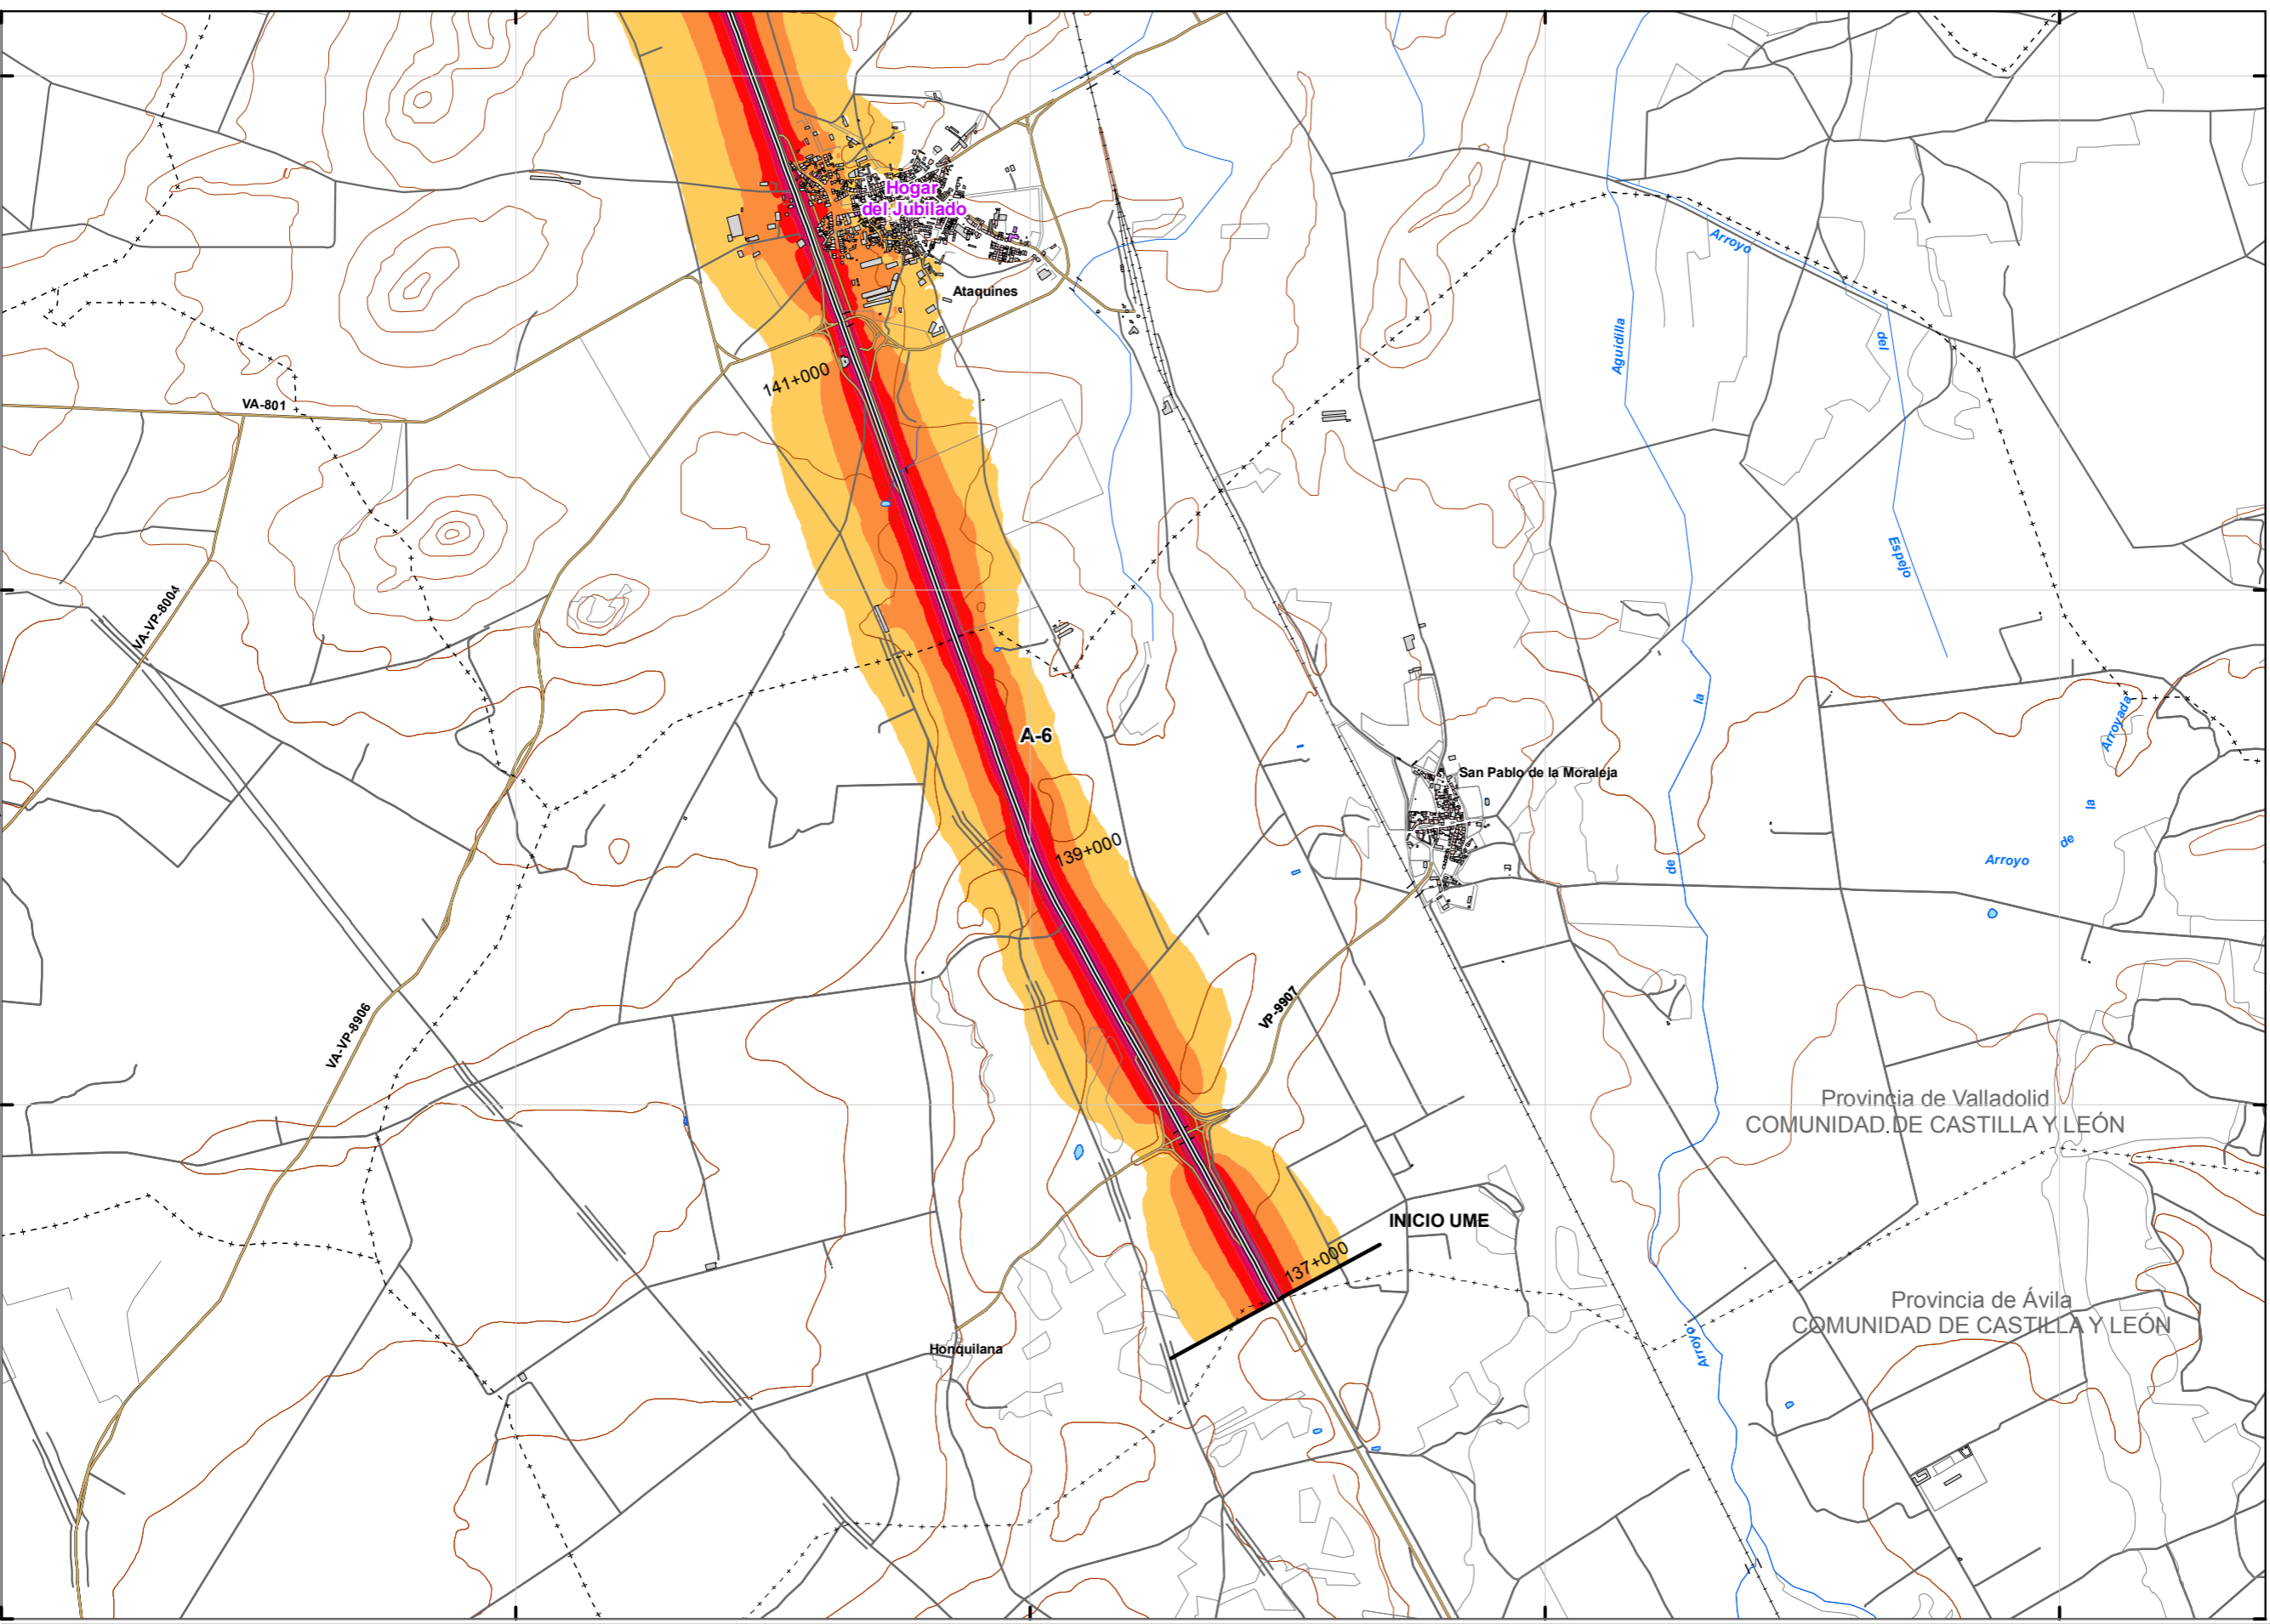 Hogar
del Jubilado
Arroyo
Ataquines
Aguidilla
del
141+000
VA-801
Espejo
VA-VP-8004
la
Arroyada
A-6
San Pablo de la Moraleja
la
139+000
de
Arroyo
de
VP-9907
VA-VP-8906
Provincia de Valladolid
COMUNIDAD DE CASTILLA Y LEÓN
INICIO UME
137+000
Provincia de Ávila
COMUNIDAD DE CASTILLA Y LEÓN
Honquilana
Arroyo